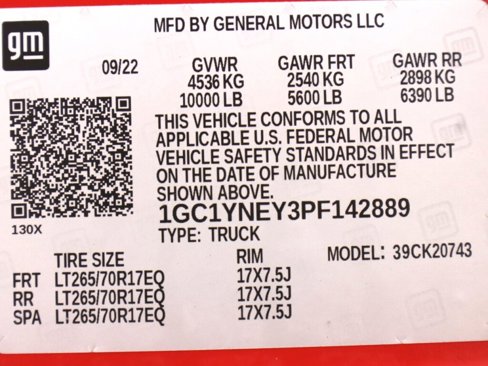 gm
MFD BY GENERAL MOTORS LLC
09/22 GVWR GAWR FRT GAWR RR
4536 KG 2540 KG 2898 KG
10000 LB 5600 LB 6390 LB
THIS VEHICLE CONFORMS TO ALL
APPLICABLE U.S. FEDERAL MOTOR
VEHICLE SAFETY STANDARDS IN EFFECT
ON THE DATE OF MANUFACTURE
SHOWN ABOVE.
1GC1YNEY3PF142889
130X
TYPE: TRUCK
MODEL: 39CK20743
TIRE SIZE RIM
FRT LT265/70R17EQ 17X7.5J
RR LT265/70R17EQ 17X7.5J
SPA LT265/70R17EQ 17X7.5J